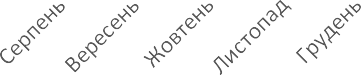 Серпень
Вересень
Жовтень
Листопад
Грудень